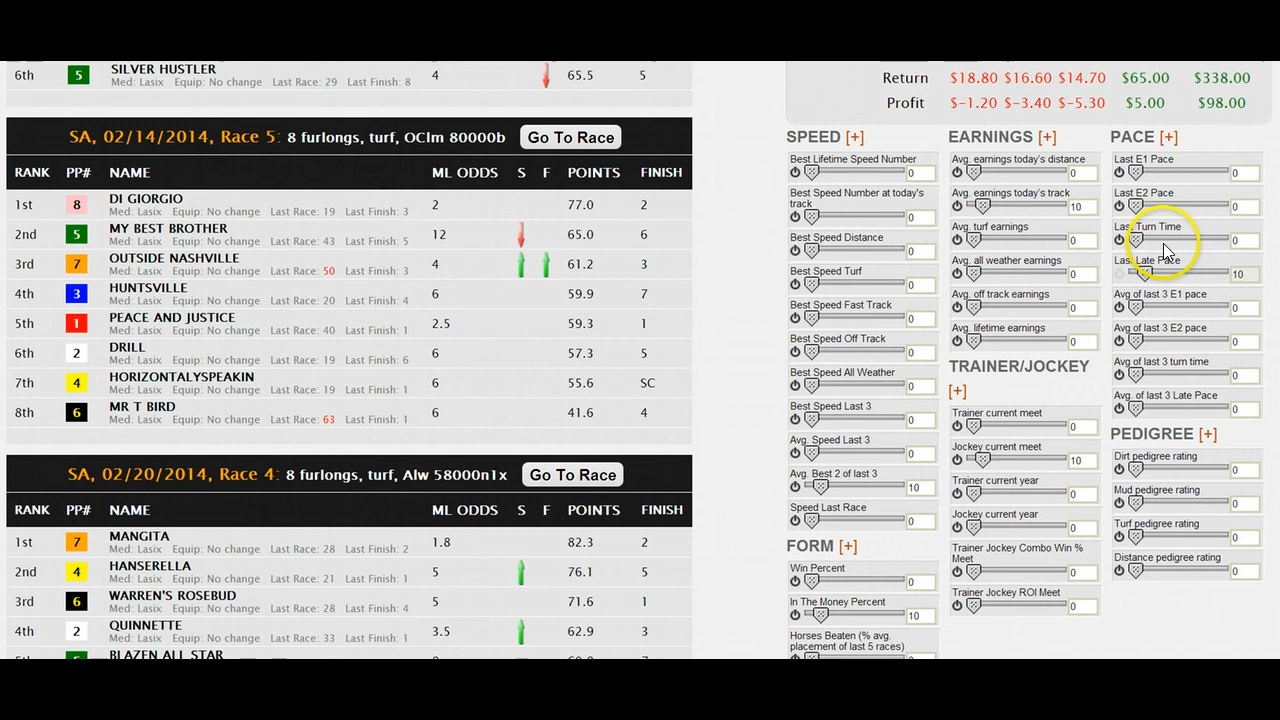 6th 5 SILVER HUSTLER 4 65.5 5
Med: Lasix Equip: No change Last Race: 29 Last Finish: 8
SA, 02/14/2014, Race 5: 8 furlongs, turf, OClm 80000b Go To Race
RANK PP# NAME ML ODDS S F POINTS FINISH
1st 8 DI GIORGIO 2 77.0 2
Med: Lasix Equip: No change Last Race: 19 Last Finish: 3
2nd 5 MY BEST BROTHER 12 65.0 6
Med: Lasix Equip: No change Last Race: 43 Last Finish: 5
3rd 7 OUTSIDE NASHVILLE 4 61.2 3
Med: Lasix Equip: No change Last Race: 50 Last Finish: 3
4th 3 HUNTSVILLE 6 59.9 7
Med: Lasix Equip: No change Last Race: 20 Last Finish: 4
5th 1 PEACE AND JUSTICE 2.5 59.3 1
Med: Lasix Equip: No change Last Race: 40 Last Finish: 1
6th 2 DRILL 6 57.3 5
Med: Lasix Equip: No change Last Race: 19 Last Finish: 6
7th 4 HORIZONTALYSPEAKIN 6 55.6 SC
Med: Lasix Equip: No change Last Race: 19 Last Finish: 1
8th 6 MR T BIRD 6 41.6 4
Med: Lasix Equip: No change Last Race: 63 Last Finish: 1
SA, 02/20/2014, Race 4: 8 furlongs, turf, Alw 58000n1x Go To Race
RANK PP# NAME ML ODDS S F POINTS FINISH
1st 7 MANGITA 1.8 82.3 2
Med: Lasix Equip: No change Last Race: 28 Last Finish: 2
2nd 4 HANSERELLA 6 76.1 5
Med: Lasix Equip: No change Last Race: 21 Last Finish: 1
3rd 6 WARREN'S ROSEBUD 5 71.6 1
Med: Lasix Equip: No change Last Race: 28 Last Finish: 4
4th 2 QUINNETTE 3.5 62.9 3
Med: Lasix Equip: No change Last Race: 33 Last Finish: 1
BLAZEN ALL STAR
Return $18.80 $16.60 $14.70 $65.00 $338.00
Profit $-1.20 $-3.40 $-5.30 $5.00 $98.00
SPEED [+]
Best Lifetime Speed Number
0
Best Speed Number at today's
track
0
Best Speed Distance
0
Best Speed Turf
0
Best Speed Fast Track
0
Best Speed Off Track
0
Best Speed All Weather
0
Best Speed Last 3
0
Avg. Speed Last 3
0
Avg. Best 2 of last 3
10
Speed Last Race
0
FORM [+]
Win Percent
0
In The Money Percent
10
Horses Beaten (% avg.
placement of last 5 races)
EARNINGS [+]
Avg. earnings today's distance
0
Avg. earnings today's track
10
Avg. turf earnings
0
Avg. all weather earnings
0
Avg. off track earnings
0
Avg. lifetime earnings
0
TRAINER/JOCKEY
[+]
Trainer current meet
0
Jockey current meet
10
Trainer current year
0
Jockey current year
0
Trainer Jockey Combo Win %
Meet
0
Trainer Jockey ROI Meet
0
PACE [+]
Last E1 Pace
0
Last E2 Pace
0
Last Turn Time
0
Last Late Pace
10
Avg of last 3 E1 pace
0
Avg of last 3 E2 pace
0
Avg of last 3 turn time
0
Avg. of last 3 Late Pace
0
PEDIGREE [+]
Dirt pedigree rating
0
Mud pedigree rating
0
Turf pedigree rating
0
Distance pedigree rating
0